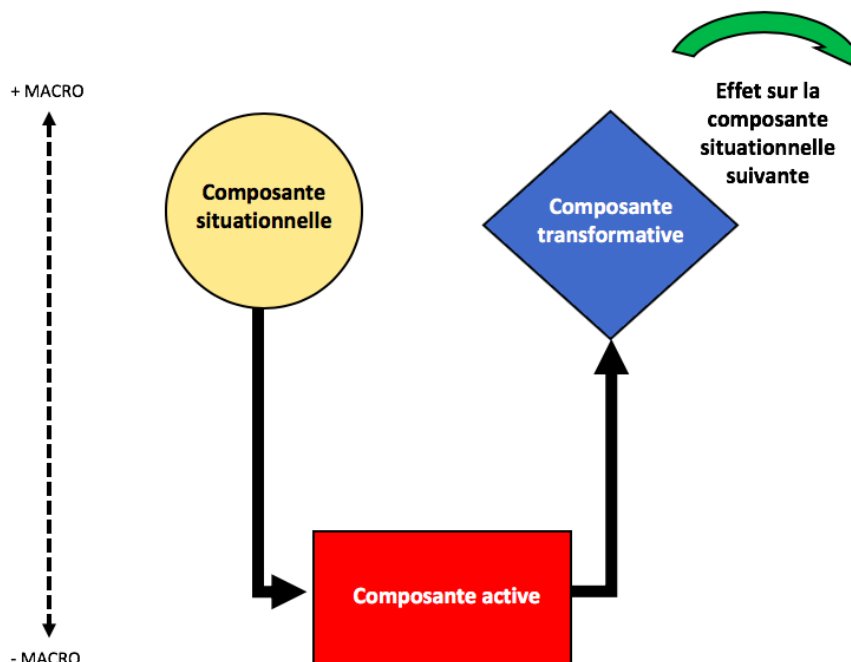 + MACRO
Effet sur la
composante
situationnelle
suivante
Composante
situationnelle
Composante
transformative
Composante active
- MACRO